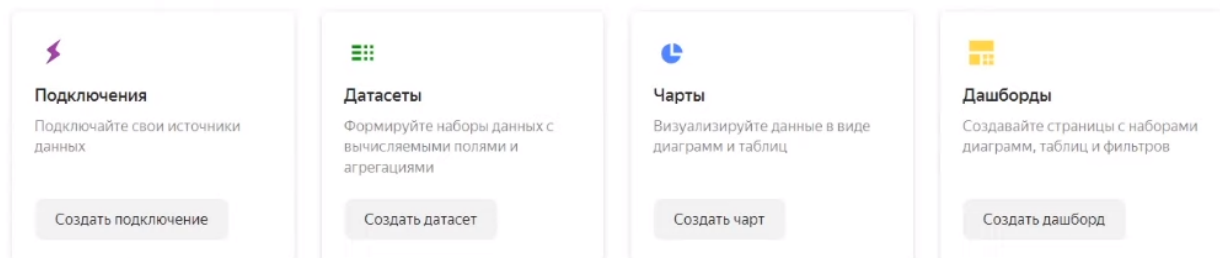 Подключения
Подключайте свои источники
данных
Создать подключение
Датасеты
Формируйте наборы данных с
вычисляемыми полями и
агрегациями
Создать датасет
Чарты
Визуализируйте данные в виде
диаграмм и таблиц
Создать чарт
Дашборды
Создавайте страницы с наборами
диаграмм, таблиц и фильтров
Создать дашборд